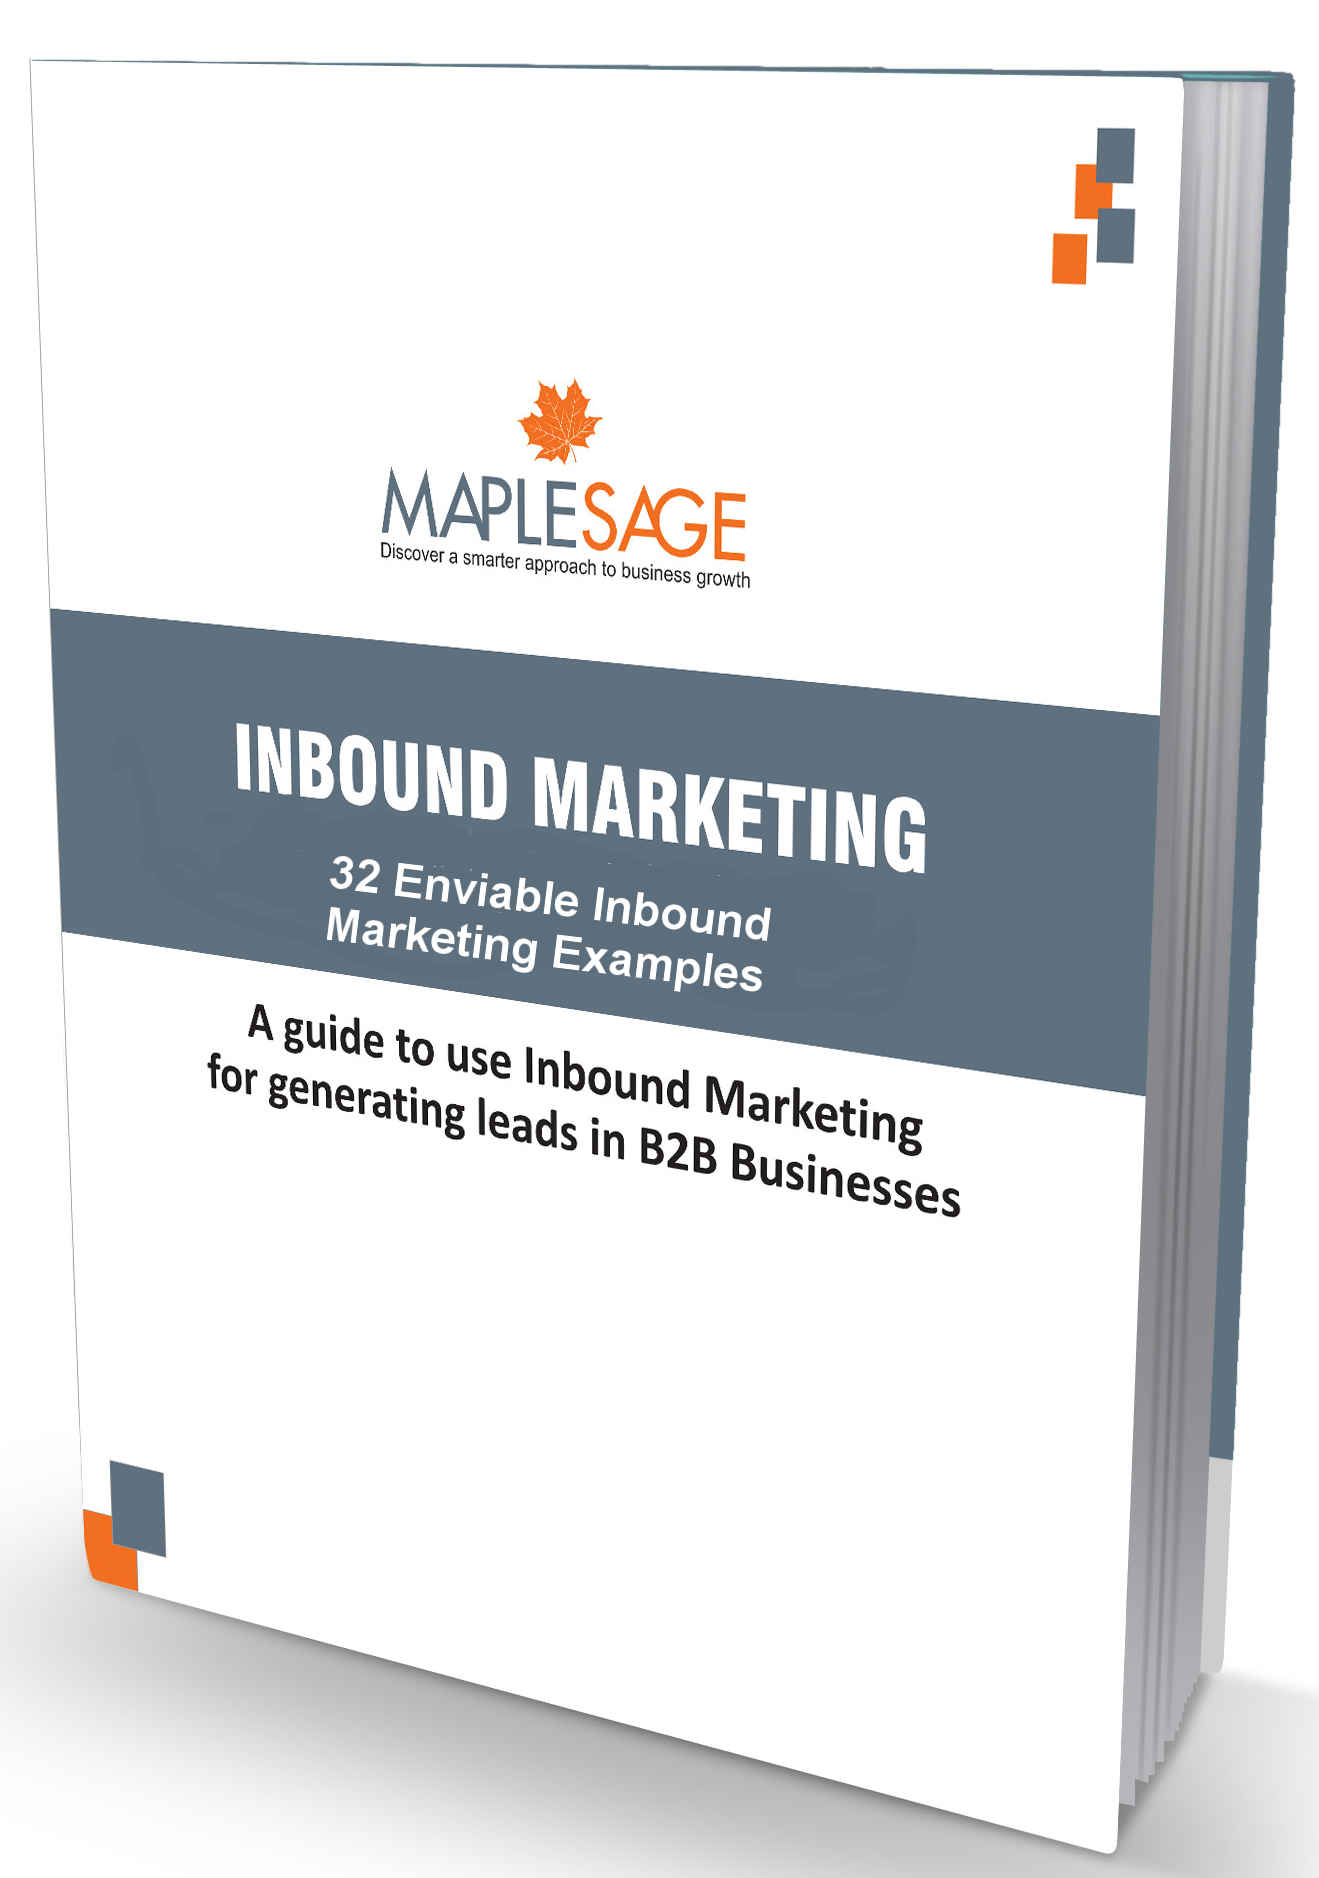 MAPLESAGE
Discover a smarter approach to business growth
INBOUND MARKETING
32 Enviable Inbound
Marketing Examples
A guide to use Inbound Marketing
for generating leads in B2B Businesses